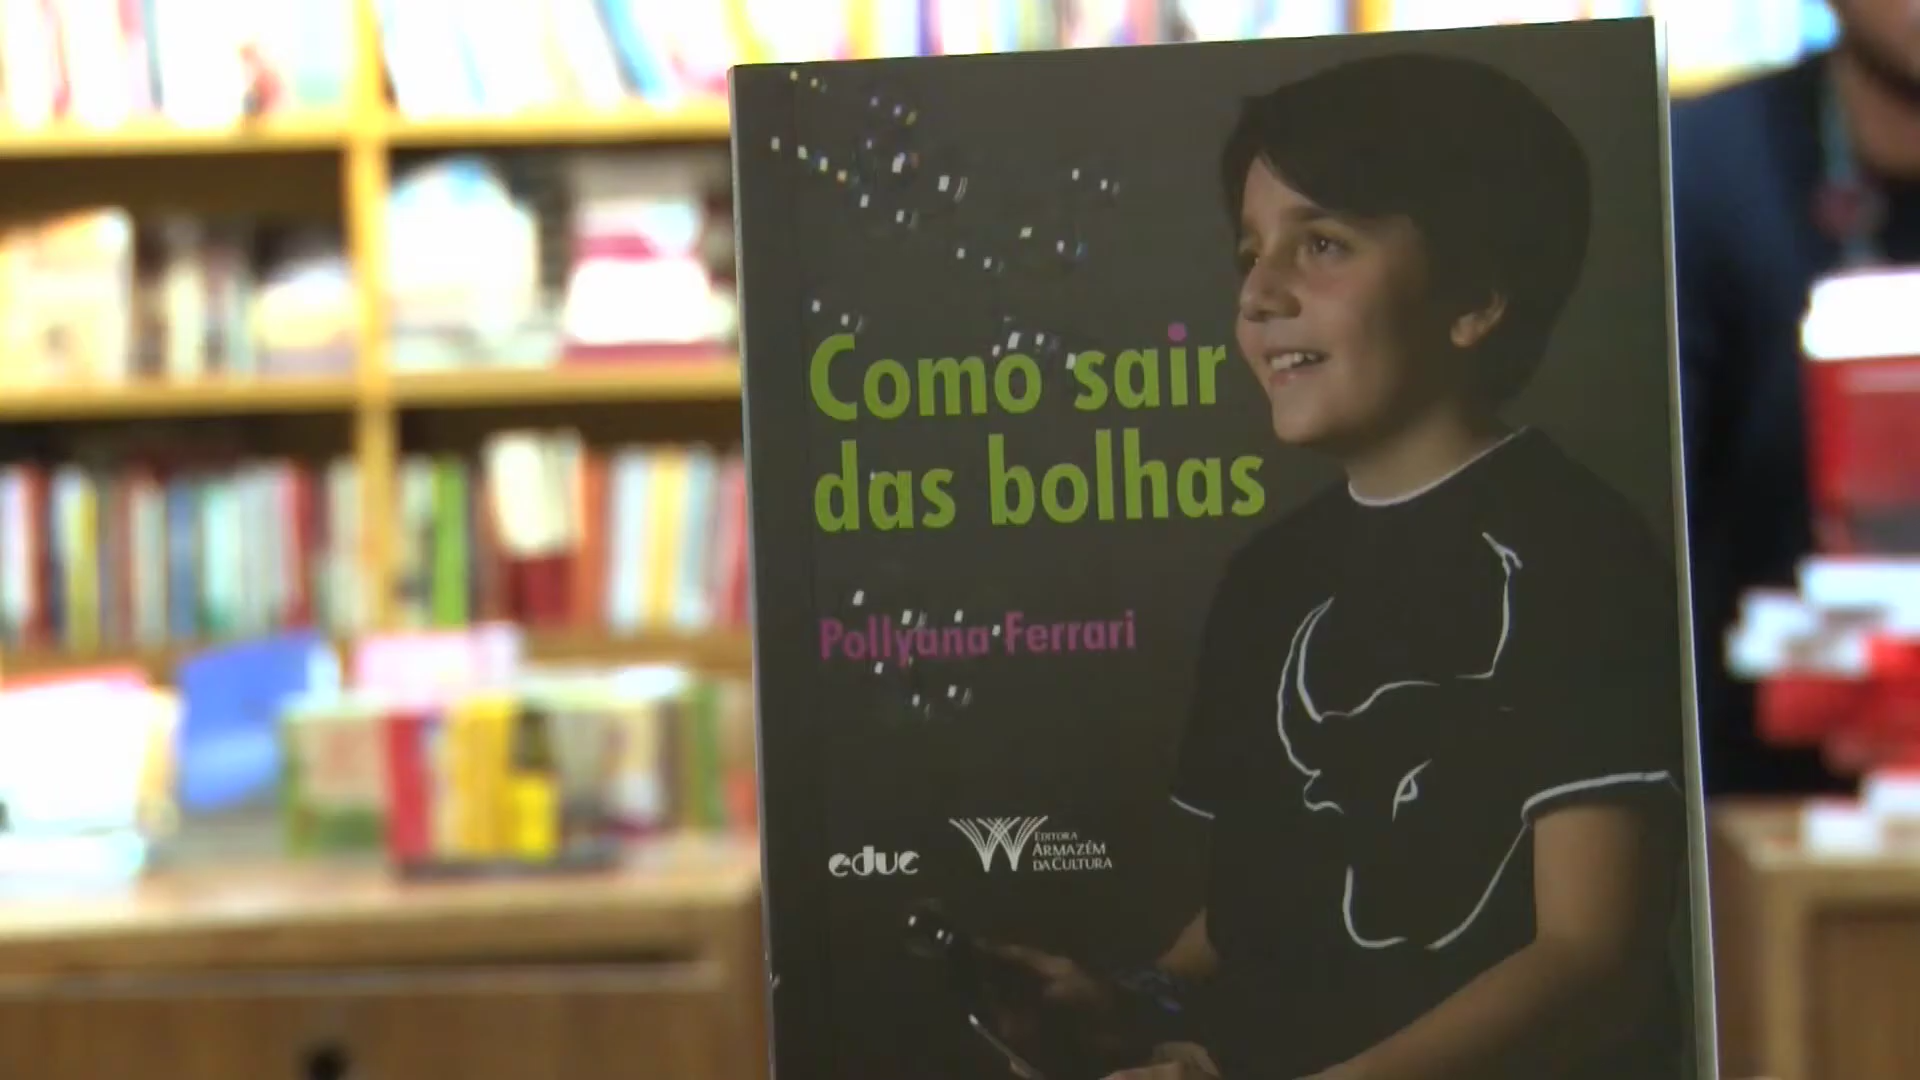 Como sair
das bolhas
Pollyana Ferrari
educ
EDITORA
ARMAZÉM
DA CULTURA